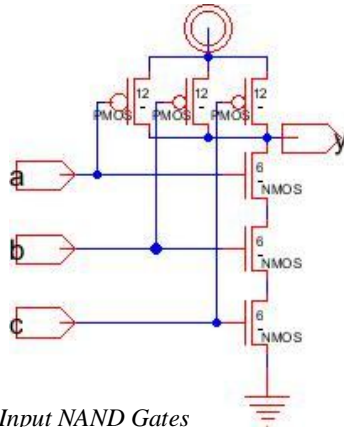 12 12 12
PMOS PMOS PMOS
y
a
6
NMOS
b
6
NMOS
c
6
NMOS
Input NAND Gates